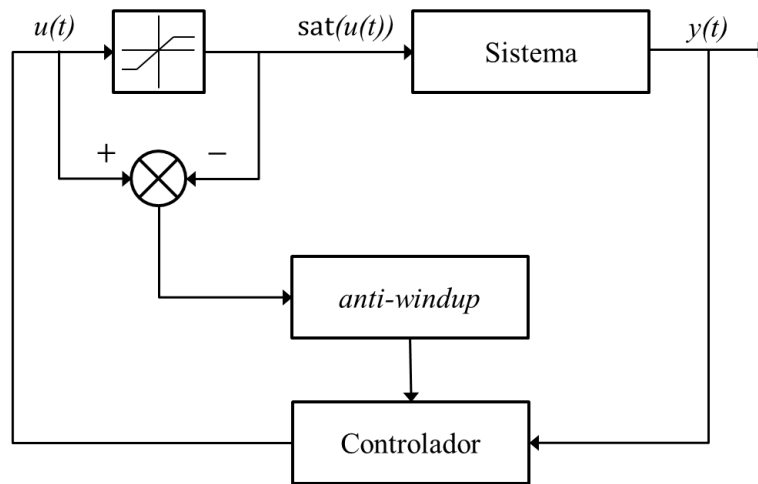 u(t)
sat(u(t))
Sistema
y(t)
+
−
anti-windup
Controlador